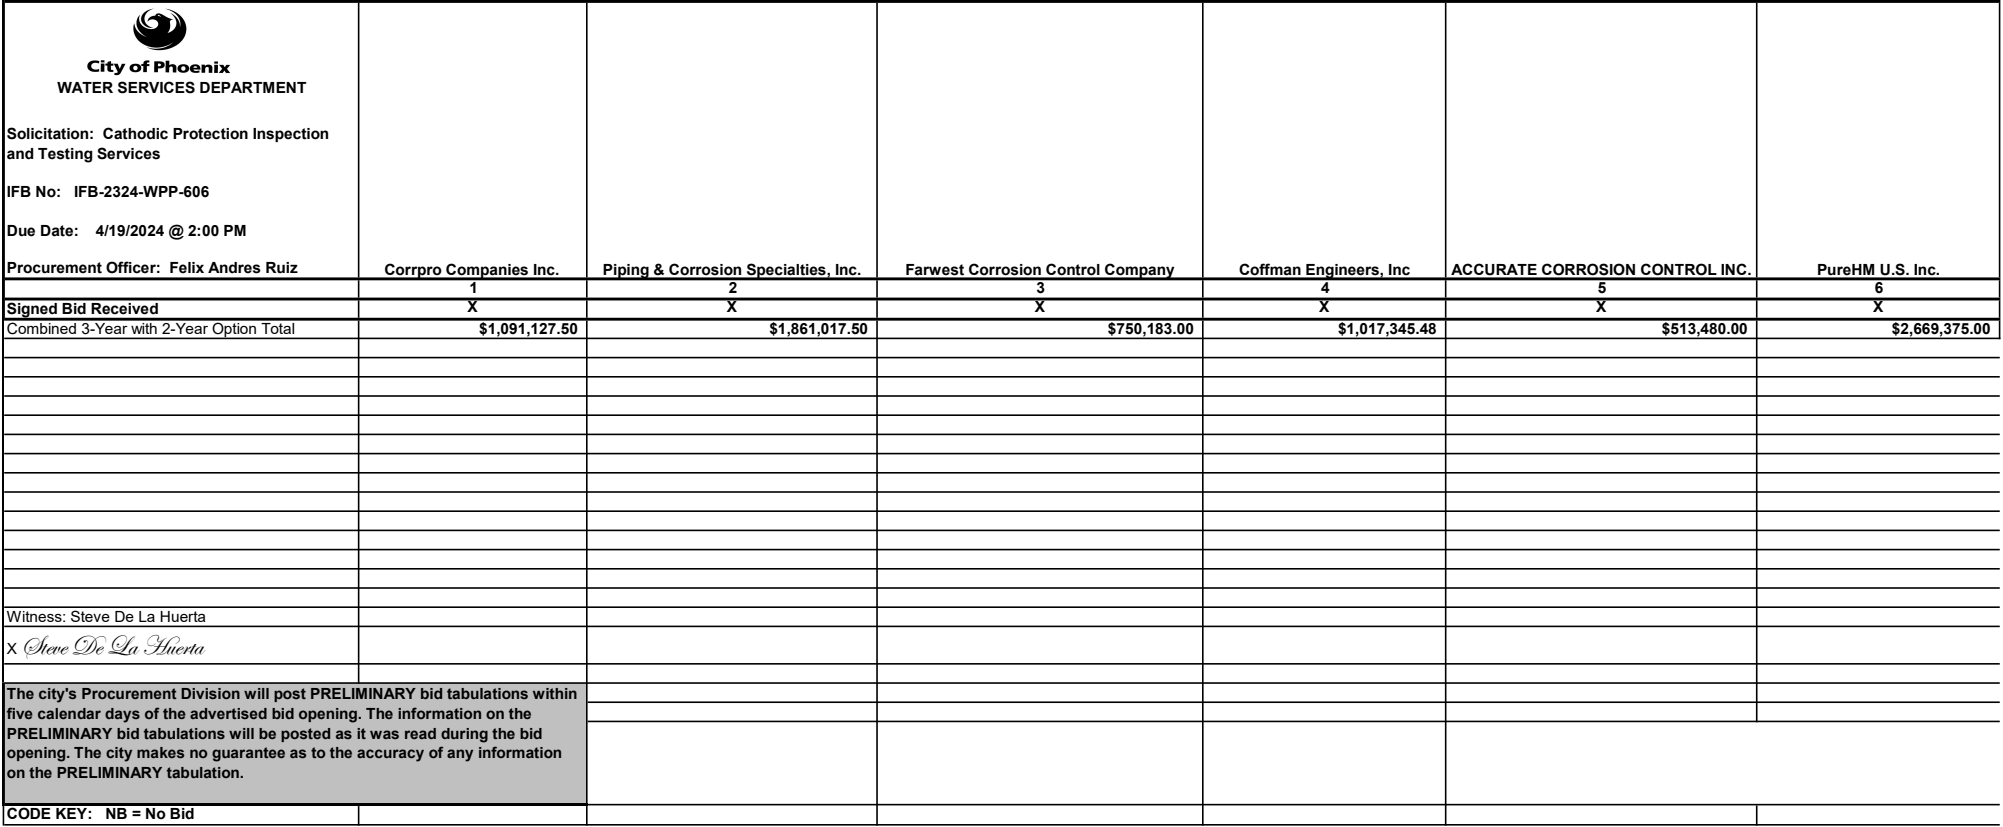 City of Phoenix
WATER SERVICES DEPARTMENT
Solicitation:  Cathodic Protection Inspection
and Testing Services
IFB No:   IFB-2324-WPP-606
Due Date:    4/19/2024 @ 2:00 PM
Procurement Officer:  Felix Andres Ruiz	Corrpro Companies Inc.	Piping & Corrosion Specialties, Inc.	Farwest Corrosion Control Company	Coffman Engineers, Inc	ACCURATE CORROSION CONTROL INC.	PureHM U.S. Inc.
1	2	3	4	5	6
Signed Bid Received	X	X	X	X	X	X
Combined 3-Year with 2-Year Option Total	$1,091,127.50	$1,861,017.50	$750,183.00	$1,017,345.48	$513,480.00	$2,669,375.00
Witness: Steve De La Huerta
X Steve De La Huerta
The city's Procurement Division will post PRELIMINARY bid tabulations within
five calendar days of the advertised bid opening. The information on the
PRELIMINARY bid tabulations will be posted as it was read during the bid
opening. The city makes no guarantee as to the accuracy of any information
on the PRELIMINARY tabulation.
CODE KEY:   NB = No Bid